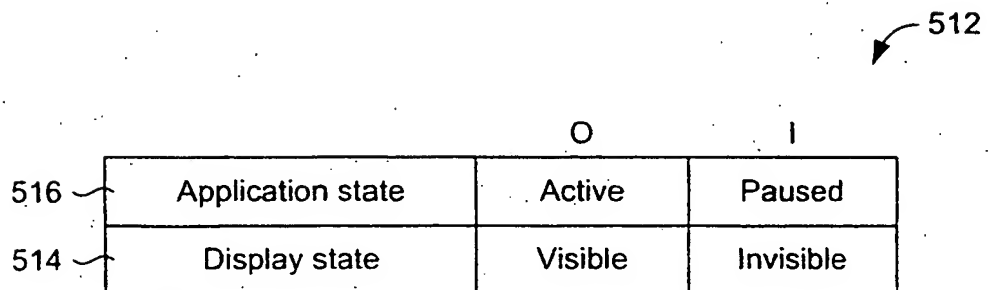 512
O I
516 Application state Active Paused
514 Display state Visible Invisible